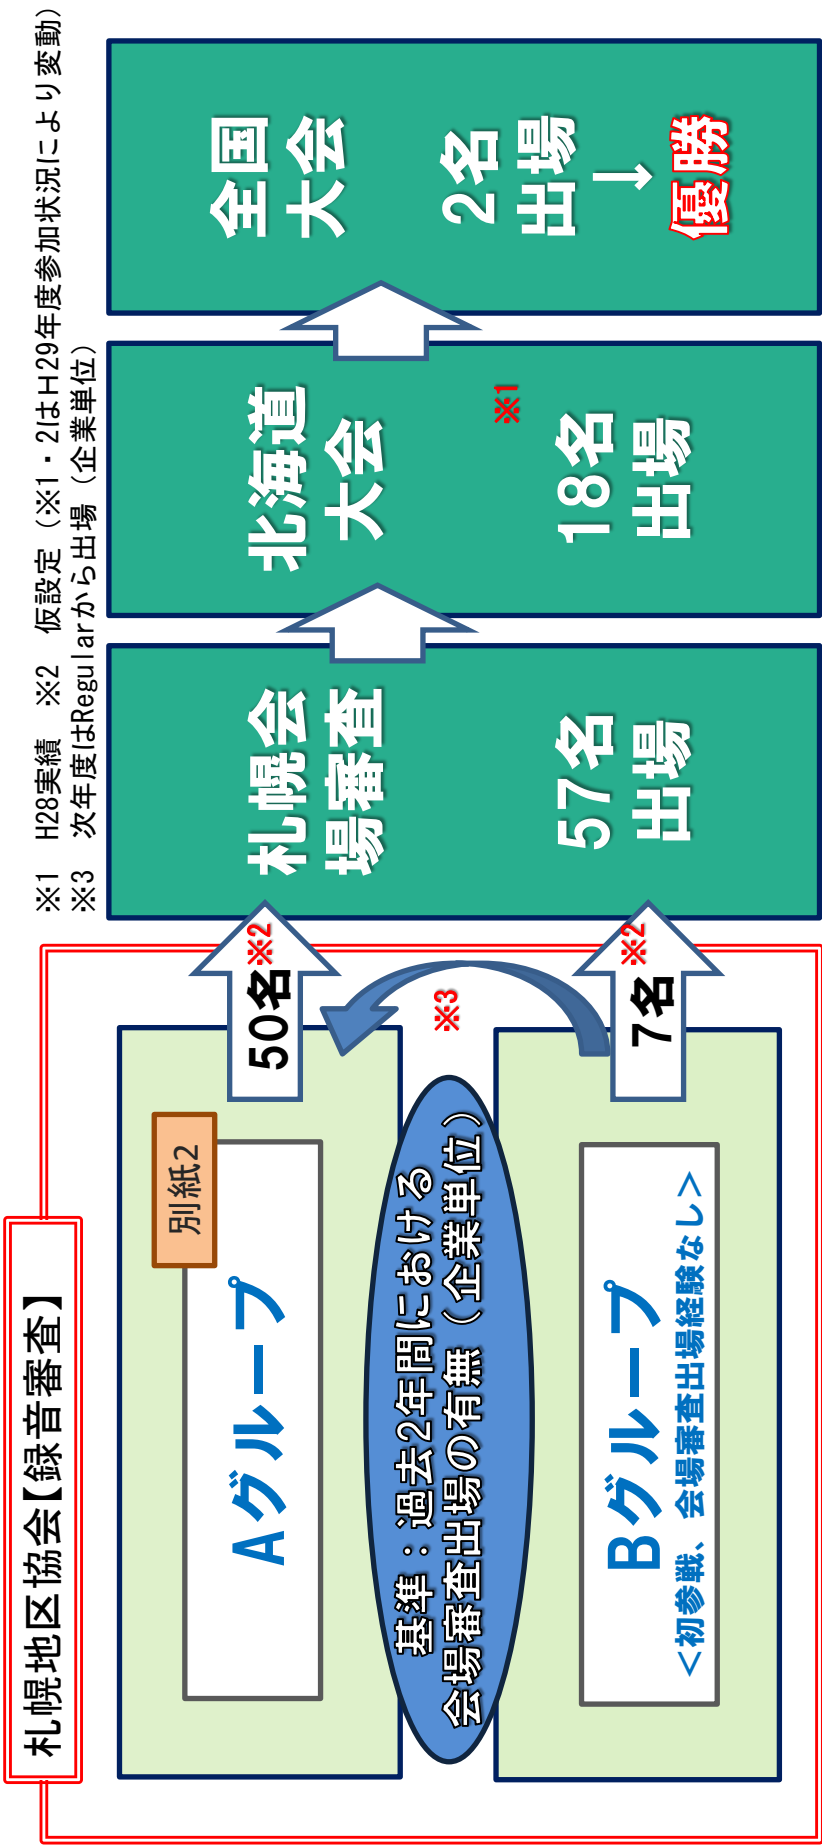 札幌地区協会【録音審査】
※1　H28実績　※2　仮設定（※1・2はH29年度参加状況により変動）
※3　次年度はRegularから出場（企業単位）
別紙2
Aグループ
50名※2
基準：過去2年間における
会場審査出場の有無（企業単位）
※3
Bグループ
＜初参戦、会場審査出場経験なし＞
7名※2
札幌会
場審査
57名
出場
北海道
大会
※1
18名
出場
全国
大会
2名
出場
→
優勝